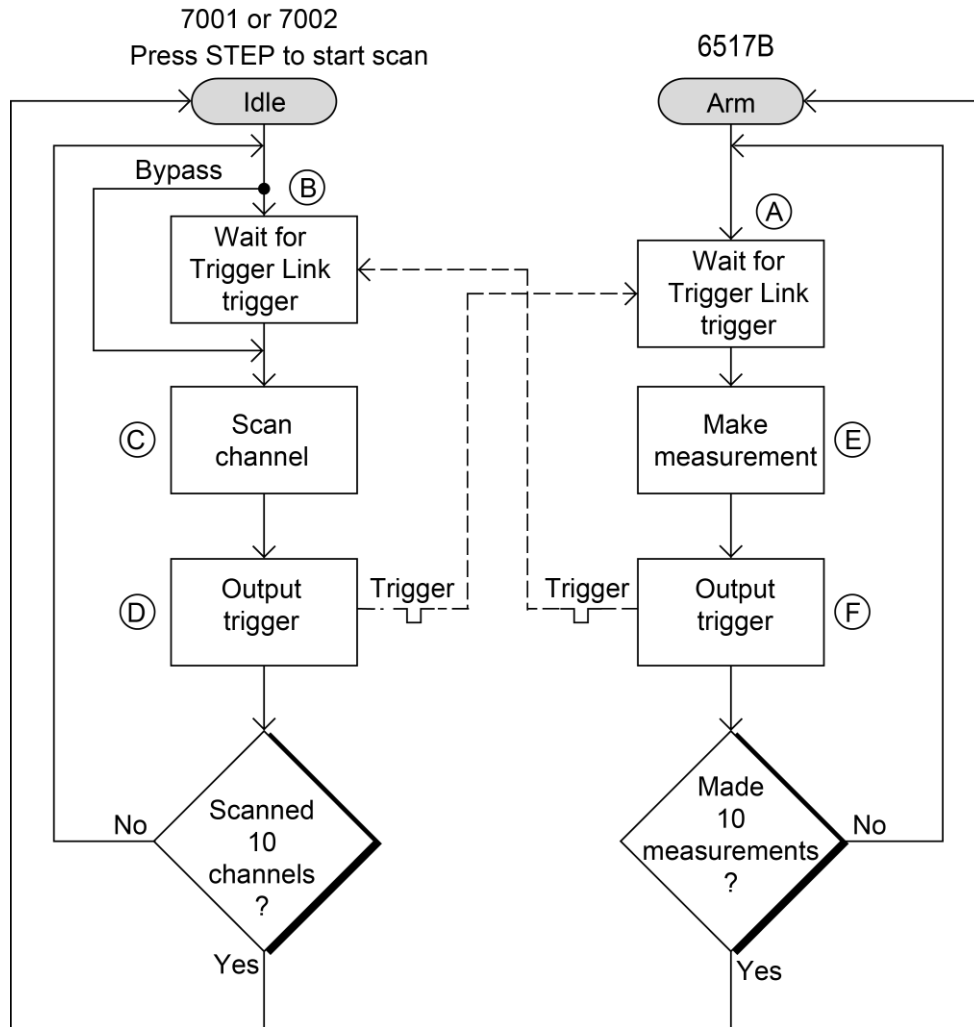 7001 or 7002
Press STEP to start scan
Idle
Bypass
B
Wait for
Trigger Link
trigger
C
Scan
channel
D
Output
trigger
Trigger
Scanned
10
channels
?
No
Yes
6517B
Arm
A
Wait for
Trigger Link
trigger
Make
measurement
E
Trigger
Output
trigger
F
Made
10
measurements
?
No
Yes